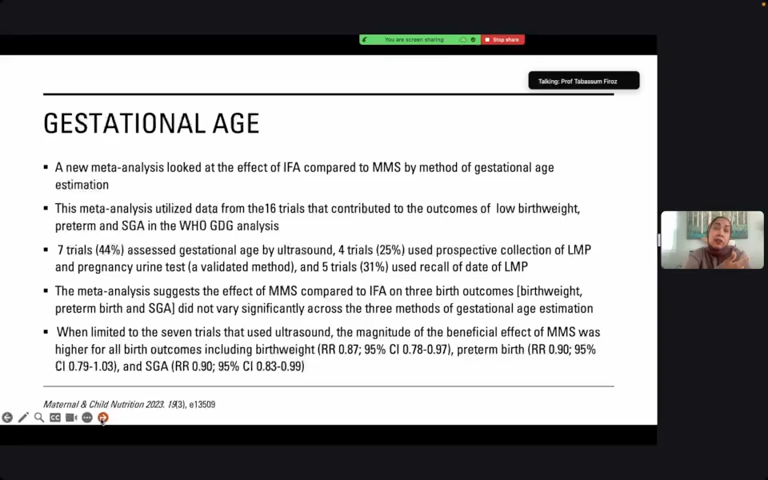 You are screen sharing
Stop share
Talking: Prof Tabassum Firoz
GESTATIONAL AGE
▪ A new meta-analysis looked at the effect of IFA compared to MMS by method of gestational age
estimation
▪ This meta-analysis utilized data from the16 trials that contributed to the outcomes of low birthweight,
preterm and SGA in the WHO GDG analysis
▪ 7 trials (44%) assessed gestational age by ultrasound, 4 trials (25%) used prospective collection of LMP
and pregnancy urine test (a validated method), and 5 trials (31%) used recall of date of LMP
▪ The meta-analysis suggests the effect of MMS compared to IFA on three birth outcomes [birthweight,
preterm birth and SGA] did not vary significantly across the three methods of gestational age estimation
▪ When limited to the seven trials that used ultrasound, the magnitude of the beneficial effect of MMS was
higher for all birth outcomes including birthweight (RR 0.87; 95% CI 0.78-0.97), preterm birth (RR 0.90; 95%
CI 0.79-1.03), and SGA (RR 0.90; 95% CI 0.83-0.99)
Maternal & Child Nutrition 2023. 19(3), e13509
CC